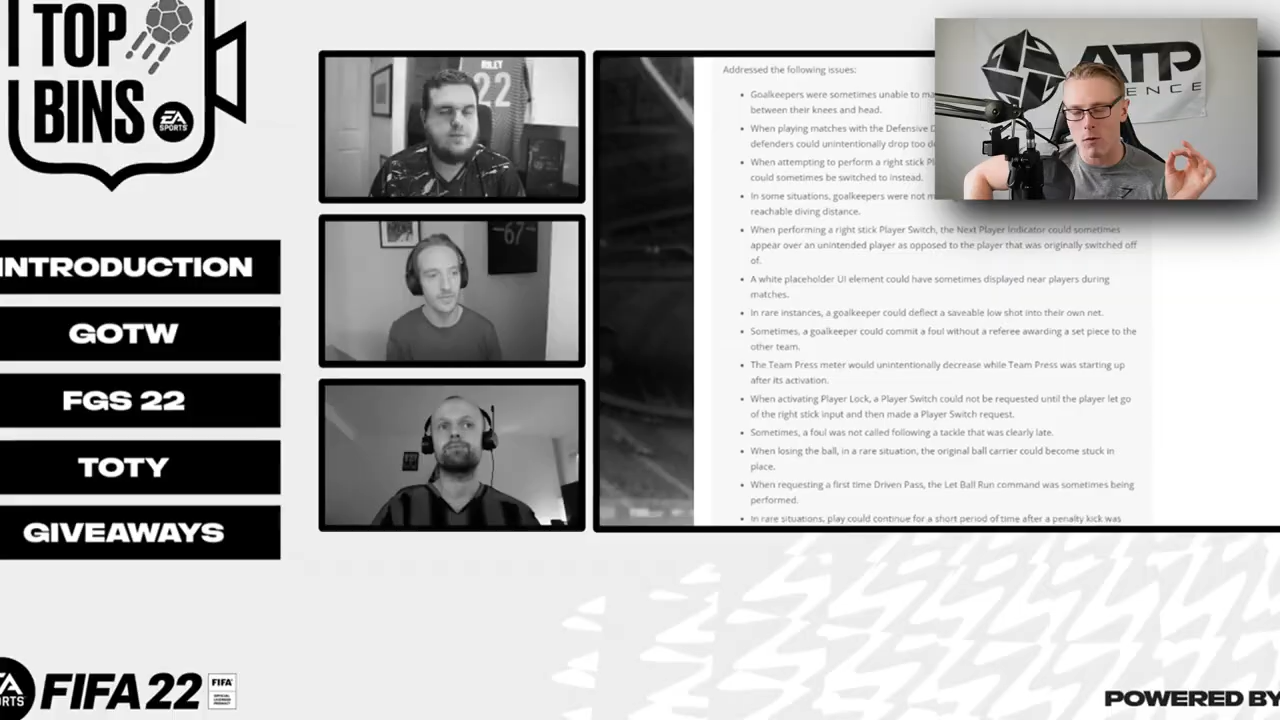 TOP
BINS
EA
SPORTS
INTRODUCTION
GOTW
FGS 22
TOTY
GIVEAWAYS
RILEY
22
67
Addressed the following issues:
Goalkeepers were sometimes unable to
between their knees and head.
When playing matches with the Defensive
defenders could unintentionally drop too
When attempting to perform a right stick
could sometimes be switched to instead.
In some situations, goalkeepers were not
reachable diving distance.
When performing a right stick Player Switch, the Next Player Indicator could sometimes
appear over an unintended player as opposed to the player that was originally switched off
of.
A white placeholder UI element could have sometimes displayed near players during
matches.
In rare instances, a goalkeeper could deflect a saveable low shot into their own net.
Sometimes, a goalkeeper could commit a foul without a referee awarding a set piece to the
other team.
The Team Press meter would unintentionally decrease while Team Press was starting up
after its activation.
When activating Player Lock, a Player Switch could not be requested until the player let go
of the right stick input and then made a Player Switch request.
Sometimes, a foul was not called following a tackle that was clearly late.
When losing the ball, in a rare situation, the original ball carrier could become stuck in
place.
When requesting a first time Driven Pass, the Let Ball Run command was sometimes being
performed.
In rare situations, play could continue for a short period of time after a penalty kick was
ATP
ENCE
EA
ORTS
FIFA 22
FIFA
OFFICIAL
LICENSED
PRODUCT
POWERED BY